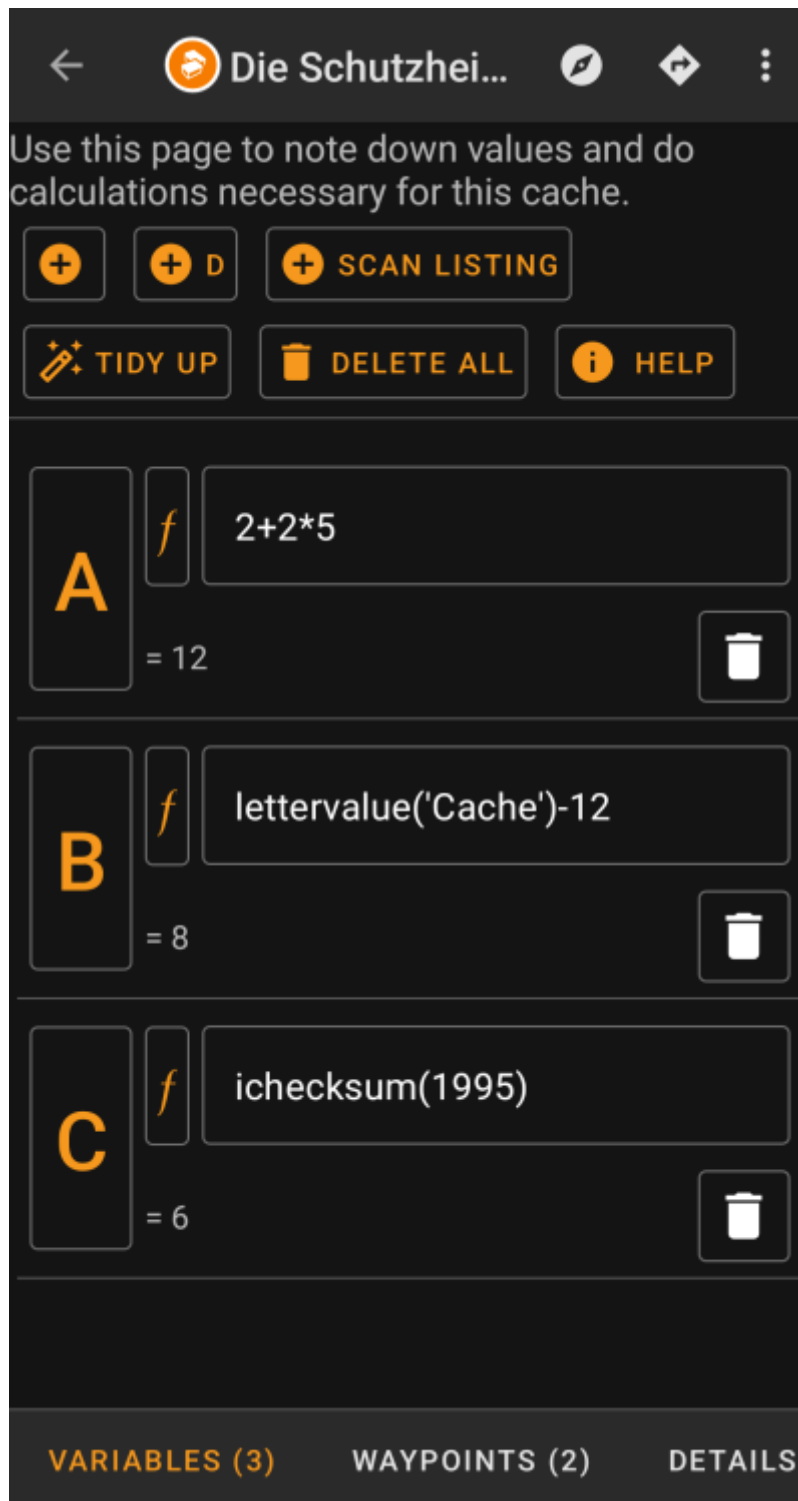 Die Schutzhei...
Use this page to note down values and do
calculations necessary for this cache.
D
SCAN LISTING
TIDY UP
DELETE ALL
HELP
A
f
2+2*5
= 12
B
f
lettervalue('Cache')-12
= 8
C
f
ichecksum(1995)
= 6
VARIABLES (3)
WAYPOINTS (2)
DETAILS